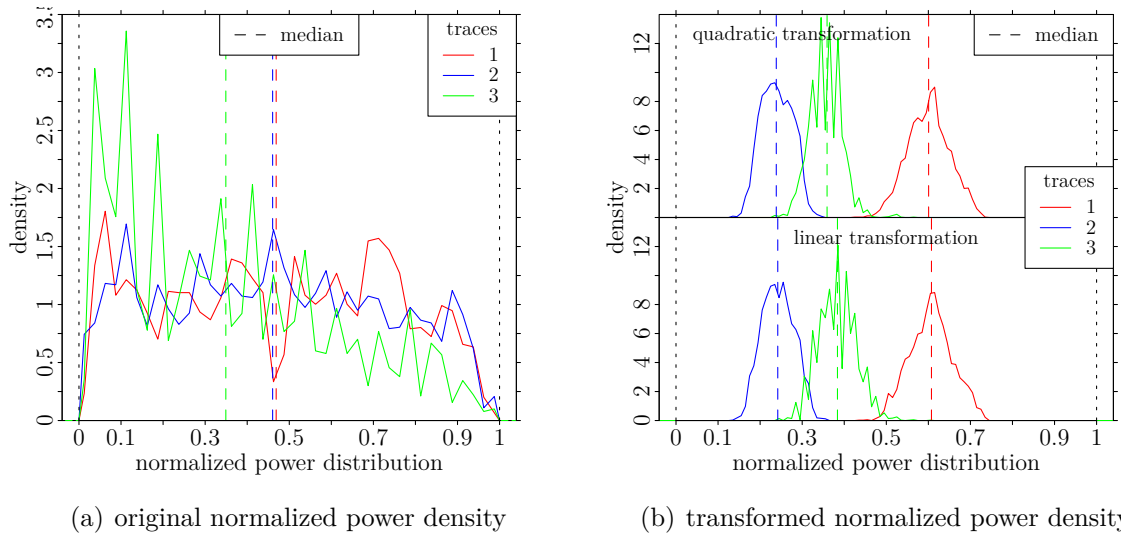 3.5
3
2.5
2
1.5
1
0.5
0
density
median
traces
1
2
3
0 0.1 0.3 0.5 0.7 0.9 1
normalized power distribution
(a) original normalized power density
12
8
4
0
12
8
6
4
2
0
density
quadratic transformation
median
traces
1
2
3
linear transformation
0 0.1 0.3 0.5 0.7 0.9 1
normalized power distribution
(b) transformed normalized power density